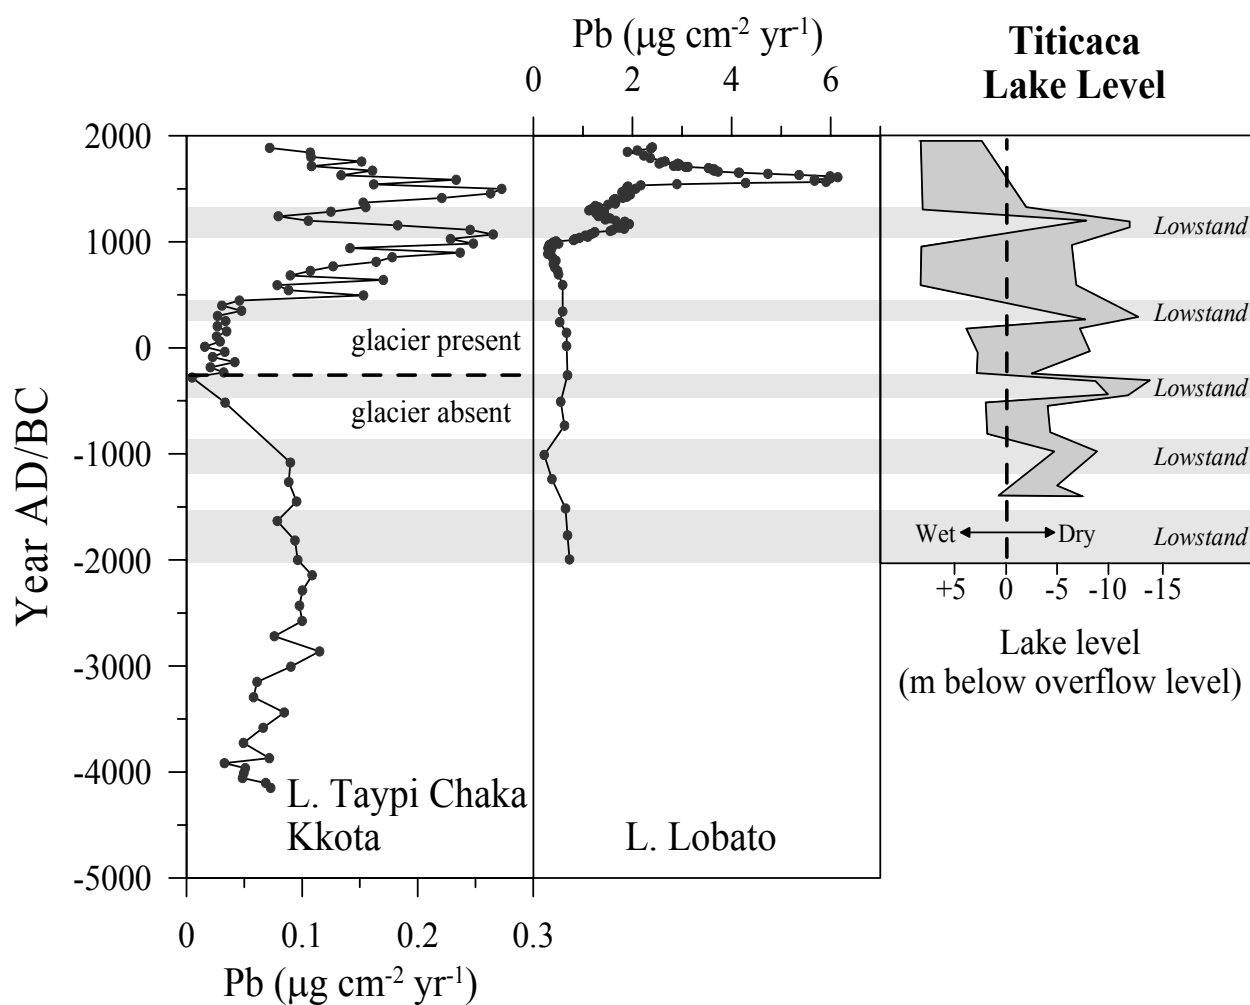 Pb (μg cm-2 yr-1)
0 2 4 6
Titicaca
Lake Level
Year AD/BC
2000
1000
0
-1000
-2000
-3000
-4000
-5000
glacier present
glacier absent
Lowstand
Lowstand
Lowstand
Lowstand
Lowstand
Wet Dry
+5 0 -5 -10 -15
Lake level
(m below overflow level)
L. Taypi Chaka
Kkota
L. Lobato
0 0.1 0.2 0.3
Pb (μg cm-2 yr-1)